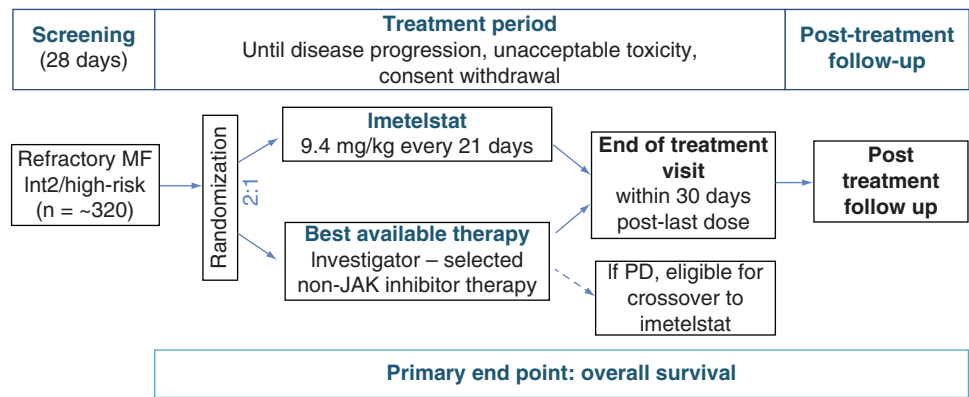 Screening
(28 days)
Treatment period
Until disease progression, unacceptable toxicity,
consent withdrawal
Post-treatment
follow-up
Refractory MF
Int2/high-risk
(n = ~320)
Randomization
2:1
Imetelstat
9.4 mg/kg every 21 days
Best available therapy
Investigator – selected
non-JAK inhibitor therapy
End of treatment
visit
within 30 days
post-last dose
If PD, eligible for
crossover to
imetelstat
Post
treatment
follow up
Primary end point: overall survival